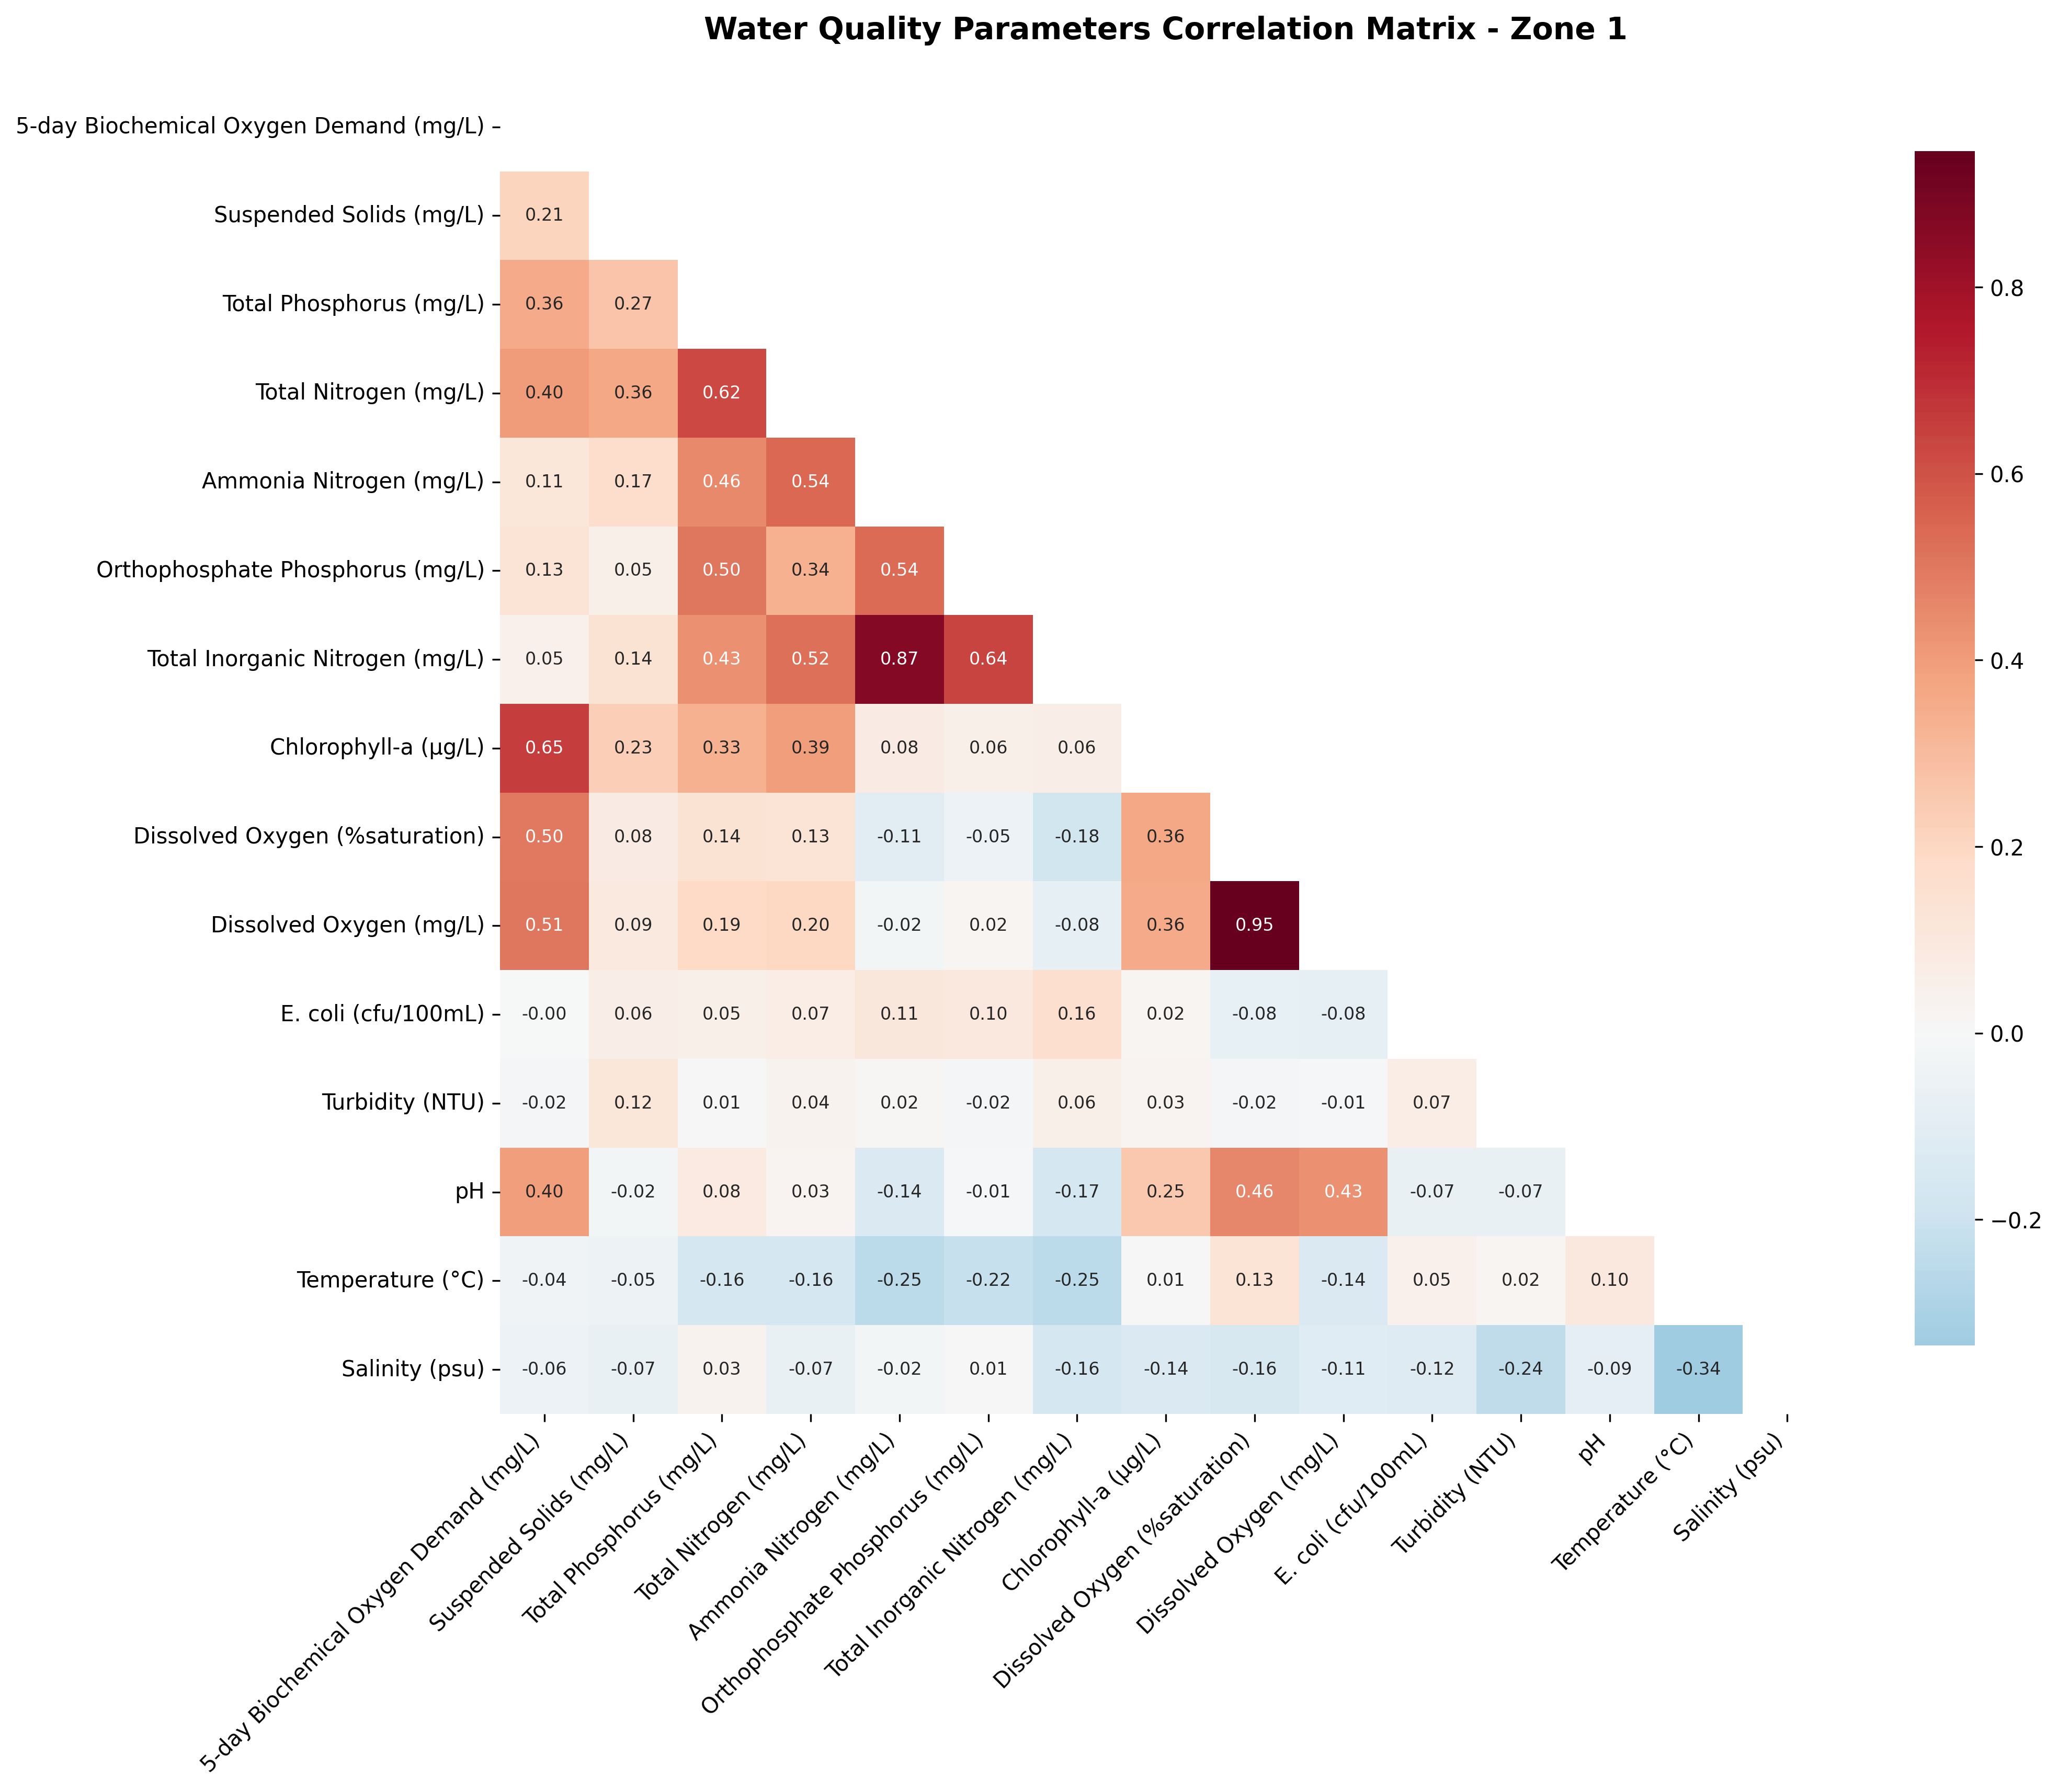 Water Quality Parameters Correlation Matrix - Zone 1
5-day Biochemical Oxygen Demand (mg/L)
Suspended Solids (mg/L) 0.21
Total Phosphorus (mg/L) 0.36 0.27
Total Nitrogen (mg/L) 0.40 0.36 0.62
Ammonia Nitrogen (mg/L) 0.11 0.17 0.46 0.54
Orthophosphate Phosphorus (mg/L) 0.13 0.05 0.50 0.34 0.54
Total Inorganic Nitrogen (mg/L) 0.05 0.14 0.43 0.52 0.87 0.64
Chlorophyll-a (μg/L) 0.65 0.23 0.33 0.39 0.08 0.06 0.06
Dissolved Oxygen (%saturation) 0.50 0.08 0.14 0.13 -0.11 -0.05 -0.18 0.36
Dissolved Oxygen (mg/L) 0.51 0.09 0.19 0.20 -0.02 0.02 -0.08 0.36 0.95
E. coli (cfu/100mL) -0.00 0.06 0.05 0.07 0.11 0.10 0.16 0.02 -0.08 -0.08
Turbidity (NTU) -0.02 0.12 0.01 0.04 0.02 -0.02 0.06 0.03 -0.02 -0.01 0.07
pH 0.40 -0.02 0.08 0.03 -0.14 -0.01 -0.17 0.25 0.46 0.43 -0.07 -0.07
Temperature (°C) -0.04 -0.05 -0.16 -0.16 -0.25 -0.22 -0.25 0.01 0.13 -0.14 0.05 0.02 0.10
Salinity (psu) -0.06 -0.07 0.03 -0.07 -0.02 0.01 -0.16 -0.14 -0.16 -0.11 -0.12 -0.24 -0.09 -0.34
5-day Biochemical Oxygen Demand (mg/L)
Suspended Solids (mg/L)
Total Phosphorus (mg/L)
Total Nitrogen (mg/L)
Ammonia Nitrogen (mg/L)
Orthophosphate Phosphorus (mg/L)
Total Inorganic Nitrogen (mg/L)
Chlorophyll-a (μg/L)
Dissolved Oxygen (%saturation)
Dissolved Oxygen (mg/L)
E. coli (cfu/100mL)
Turbidity (NTU)
pH
Temperature (°C)
Salinity (psu)
0.8
0.6
0.4
0.2
0.0
−0.2